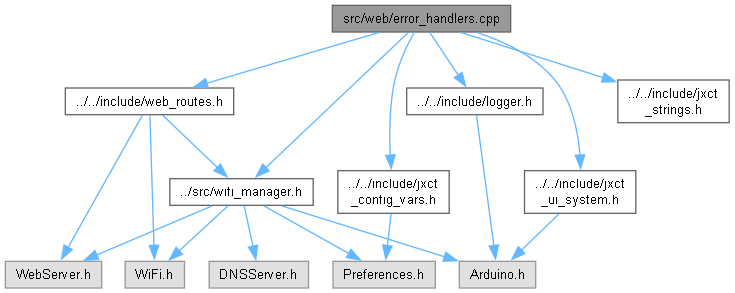 src/web/error_handlers.cpp
../../include/web_routes.h
../../include/logger.h
../../include/jxct
_strings.h
../src/wifi_manager.h
../../include/jxct
_config_vars.h
../../include/jxct
_ui_system.h
WebServer.h
WiFi.h
DNSServer.h
Preferences.h
Arduino.h